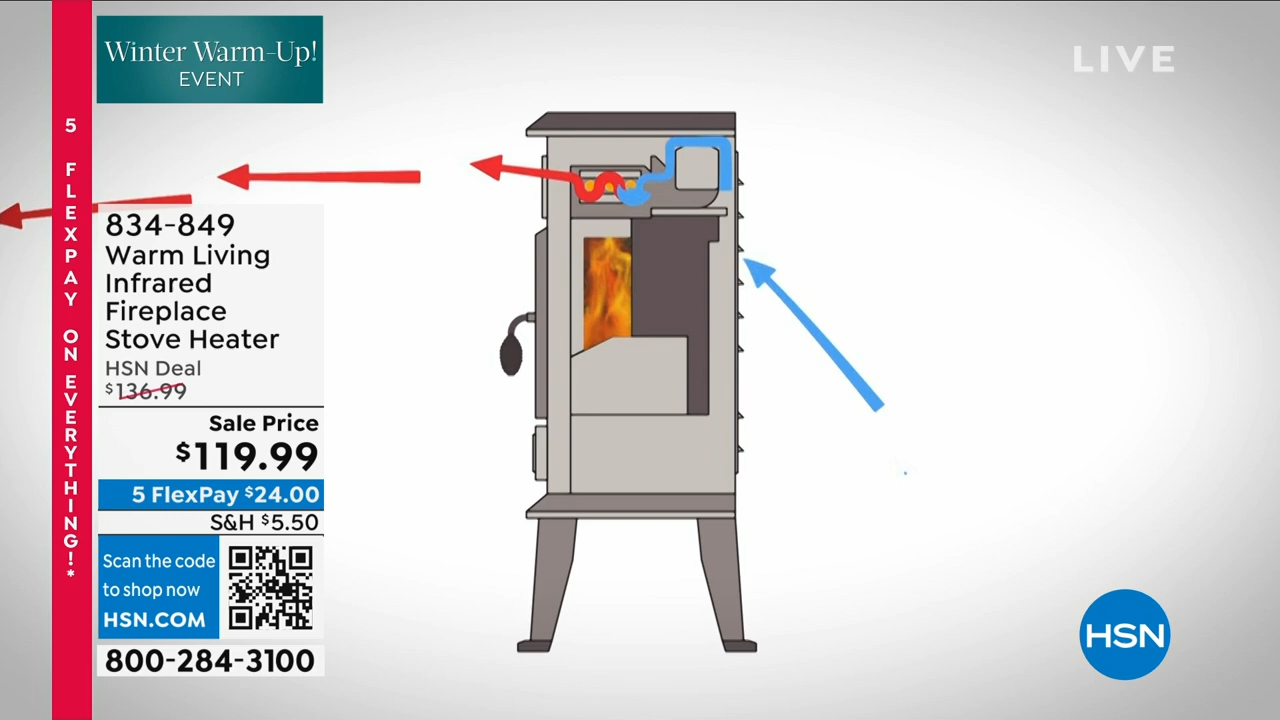 5 FLEXPAY ON EVERYTHING!*
Winter Warm-Up!
EVENT
LIVE
834-849
Warm Living
Infrared
Fireplace
Stove Heater
HSN Deal
$136.99
Sale Price
$119.99
5 FlexPay $24.00
S&H $5.50
Scan the code
to shop now
HSN.COM
800-284-3100
HSN